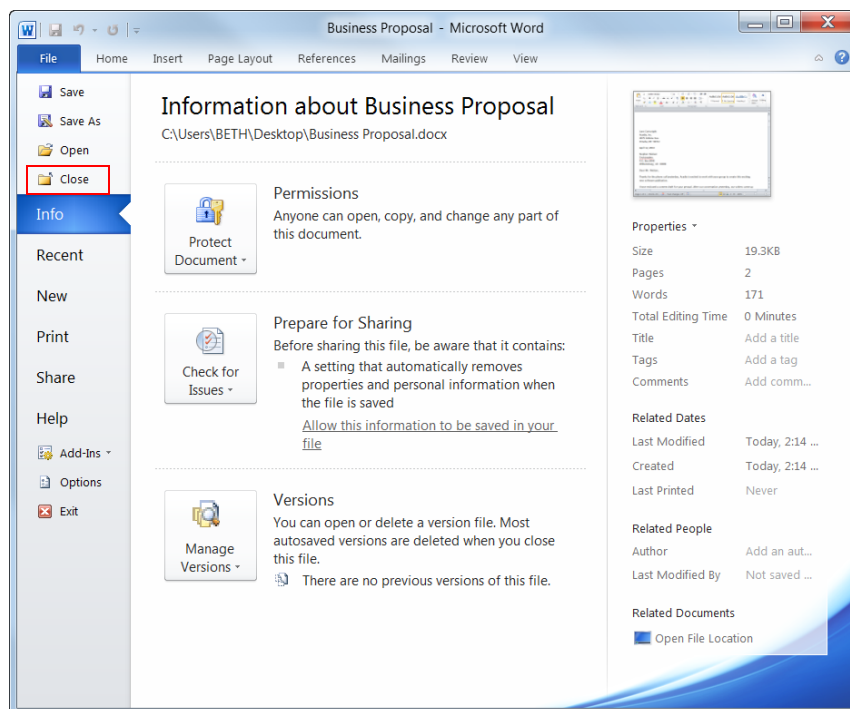 Business Proposal - Microsoft Word
File Home Insert Page Layout References Mailings Review View
Save
Save As
Open
Close
Info
Recent
New
Print
Share
Help
Add-Ins
Options
Exit
Information about Business Proposal
C:\Users\BETH\Desktop\Business Proposal.docx
Protect
Document
Permissions
Anyone can open, copy, and change any part of
this document.
Check for
Issues
Prepare for Sharing
Before sharing this file, be aware that it contains:
A setting that automatically removes
properties and personal information when
the file is saved
Allow this information to be saved in your
file
Manage
Versions
Versions
You can open or delete a version file. Most
autosaved versions are deleted when you close
this file.
There are no previous versions of this file.
Properties
Size 19.3KB
Pages 2
Words 171
Total Editing Time 0 Minutes
Title Add a title
Tags Add a tag
Comments Add comm...
Related Dates
Last Modified Today, 2:14 ...
Created Today, 2:14 ...
Last Printed Never
Related People
Author Add an aut...
Last Modified By Not saved ...
Related Documents
Open File Location